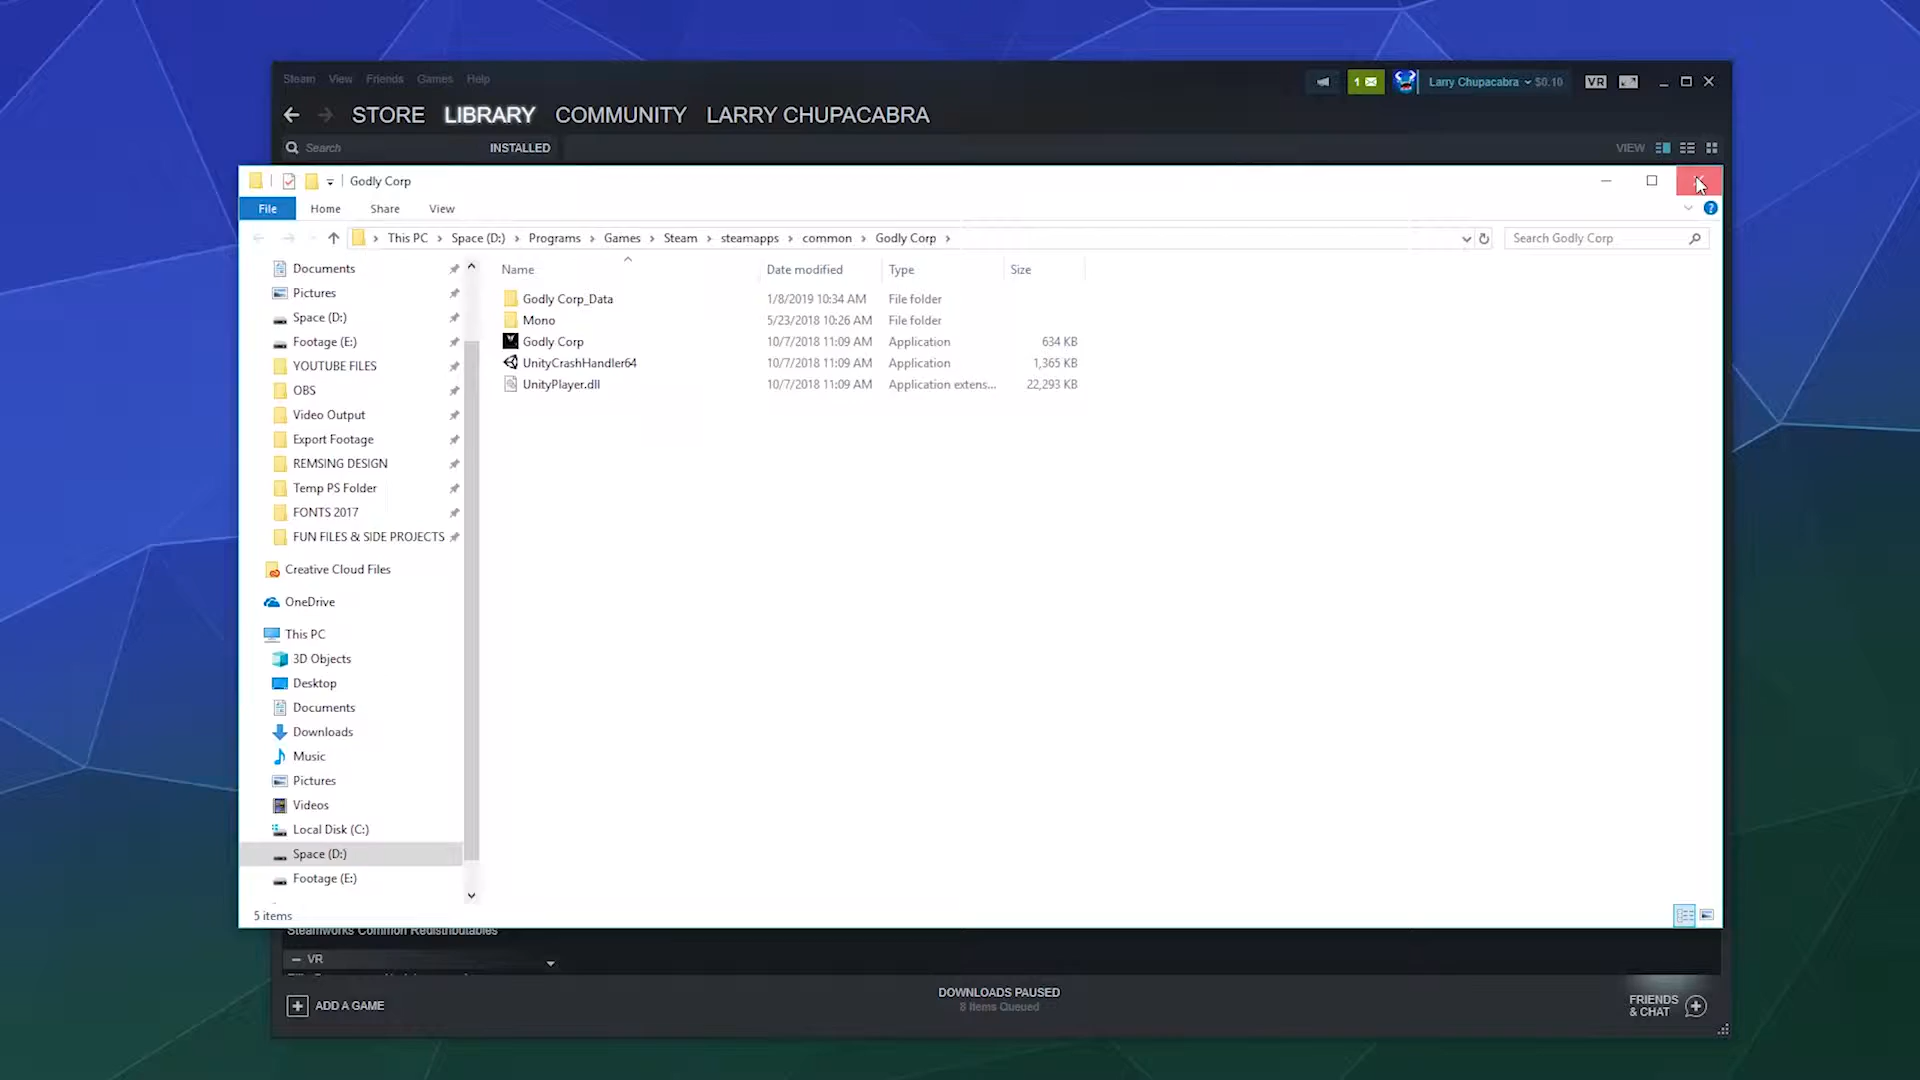 Steam View Friends Games Help
1 Larry Chupacabra $0.10 VR
STORE LIBRARY COMMUNITY LARRY CHUPACABRA
Search INSTALLED VIEW
Godly Corp
File Home Share View
This PC > Space (D:) > Programs > Games > Steam > steamapps > common > Godly Corp >
Search Godly Corp
Name Date modified Type Size
Godly Corp_Data 1/8/2019 10:34 AM File folder
Mono 5/23/2018 10:26 AM File folder
Godly Corp 10/7/2018 11:09 AM Application 634 KB
UnityCrashHandler64 10/7/2018 11:09 AM Application 1,365 KB
UnityPlayer.dll 10/7/2018 11:09 AM Application extens... 22,293 KB
Documents
Pictures
Space (D:)
Footage (E:)
YOUTUBE FILES
OBS
Video Output
Export Footage
REMSING DESIGN
Temp PS Folder
FONTS 2017
FUN FILES & SIDE PROJECTS
Creative Cloud Files
OneDrive
This PC
3D Objects
Desktop
Documents
Downloads
Music
Pictures
Videos
Local Disk (C:)
Space (D:)
Footage (E:)
5 items
Steamworks Common Redistributables
VR
ADD A GAME
DOWNLOADS PAUSED
8 Items Queued
FRIENDS
& CHAT